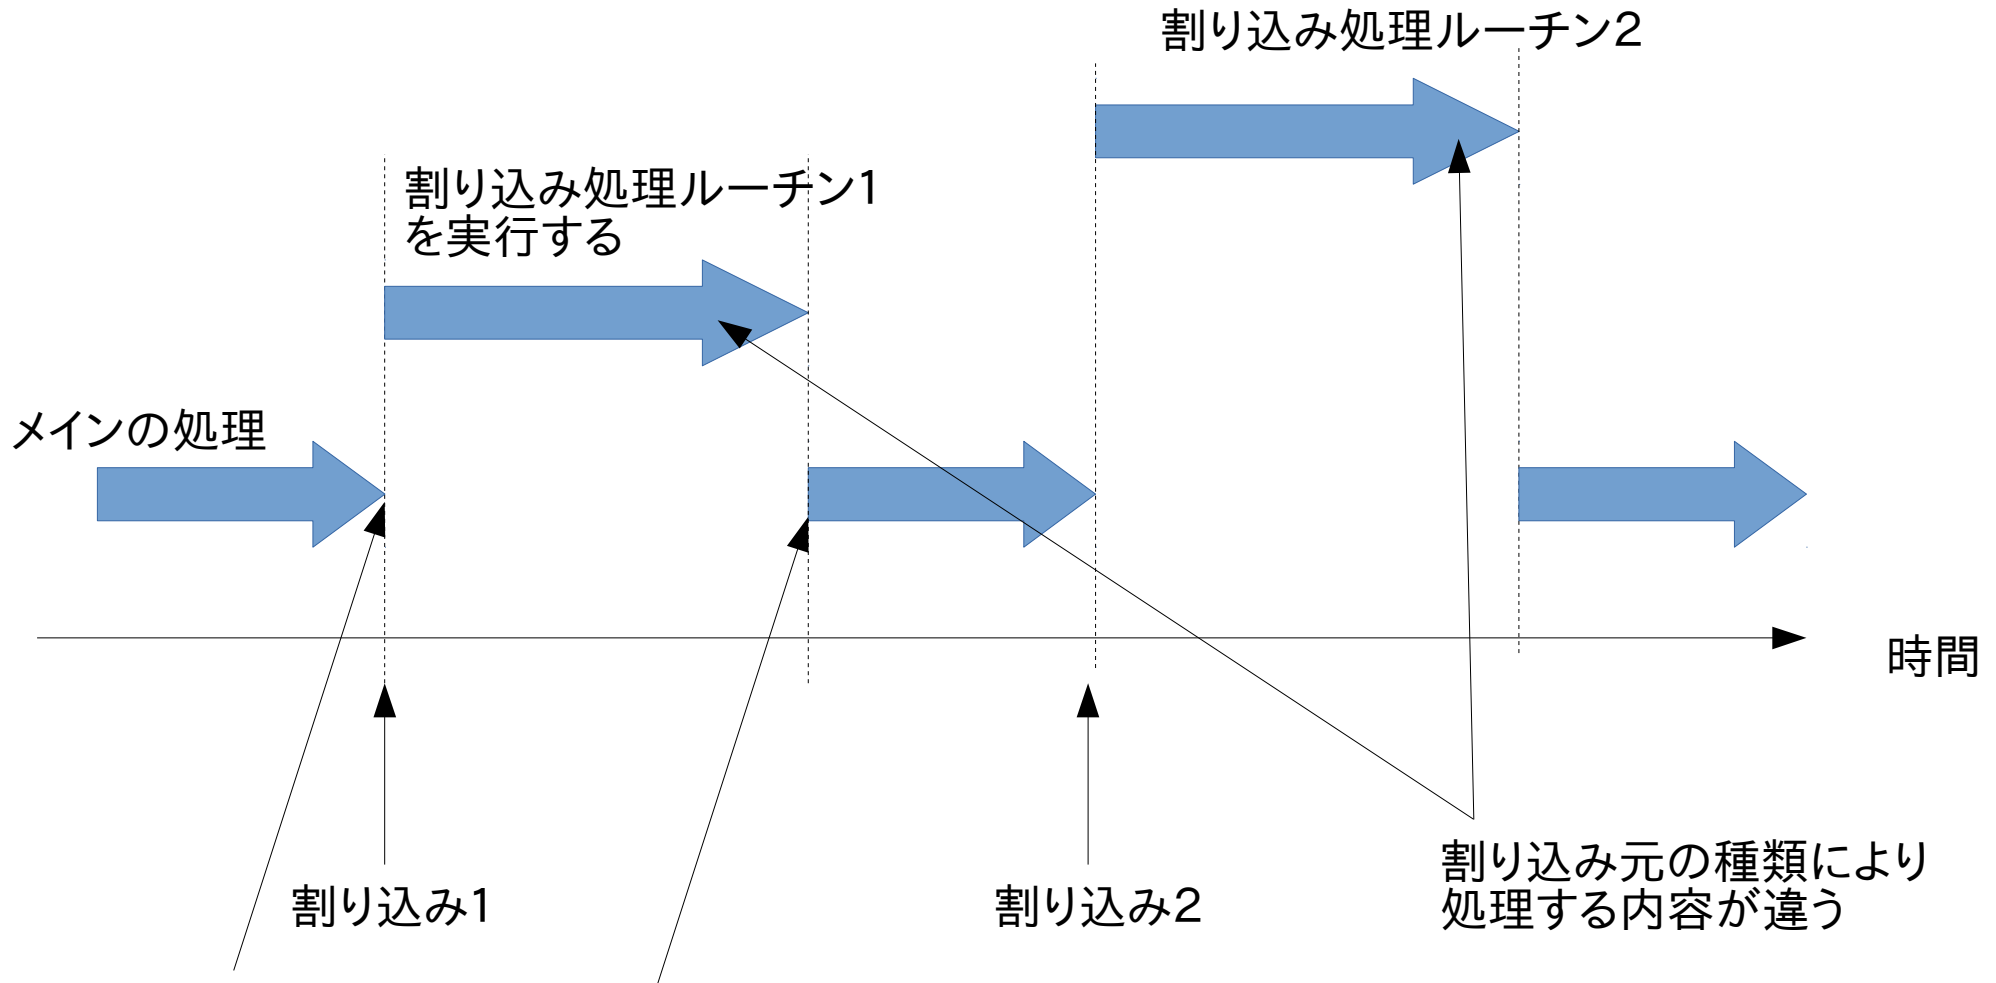 割り込み処理ルーチン2
割り込み処理ルーチン1
を実行する
メインの処理
時間
割り込み1
割り込み2
割り込み元の種類により
処理する内容が違う